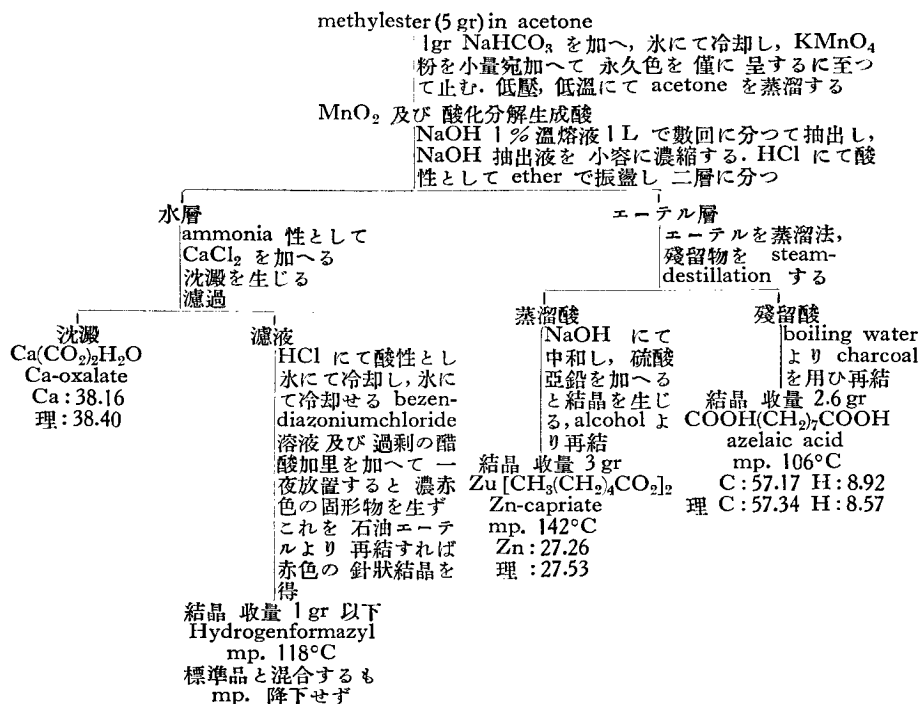 methylester (5 gr) in acetone
1gr NaHCO₃ を加へ, 氷にて冷却し, KMnO₄
粉を小量宛加へて 永久色を 僅に 呈するに至つ
て止む. 低壓, 低溫にて acetone を蒸溜する
MnO₂ 及び 酸化分解生成酸
NaOH 1%溫熔液 1 L で數回に分つて抽出し,
NaOH 抽出液を 小容に濃縮する. HCl にて酸
性として ether で振盪し 二層に分つ
水層
ammonia 性として
CaCl₂ を加へる
沈澱を生じる
濾過
沈澱
Ca(CO₂)₂H₂O
Ca-oxalate
Ca : 38.16
理 : 38.40
濾液
HCl にて酸性とし
氷にて冷却し, 氷に
て冷却せる bezen-
diazoniumchloride
溶液 及び 過剩の醋
酸加里を加へて 一
夜放置すると 濃赤
色の固形物を生ず
これを 石油エーテ
ルより 再結すれば
赤色の 針狀結晶を
得
結晶 收量 1 gr 以下
Hydrogenformazyl
mp. 118°C
標準品と混合するも
mp. 降下せず
エーテル層
エーテルを蒸溜法,
殘留物を steam-
destillation する
蒸溜酸
NaOH にて
中和し, 硫酸
亞鉛を加へる
と結晶を生じ
る, alcohol よ
り再結
結晶 收量 3 gr
Zu [CH₃(CH₂)₄CO₂]₂
Zn-capriate
mp. 142°C
Zn : 27.26
理 : 27.53
殘留酸
boiling water
より charcoal
を用ひ再結
結晶 收量 2.6 gr
COOH(CH₂)₇COOH
azelaic acid
mp. 106°C
C : 57.17 H : 8.92
理 C : 57.34 H : 8.57